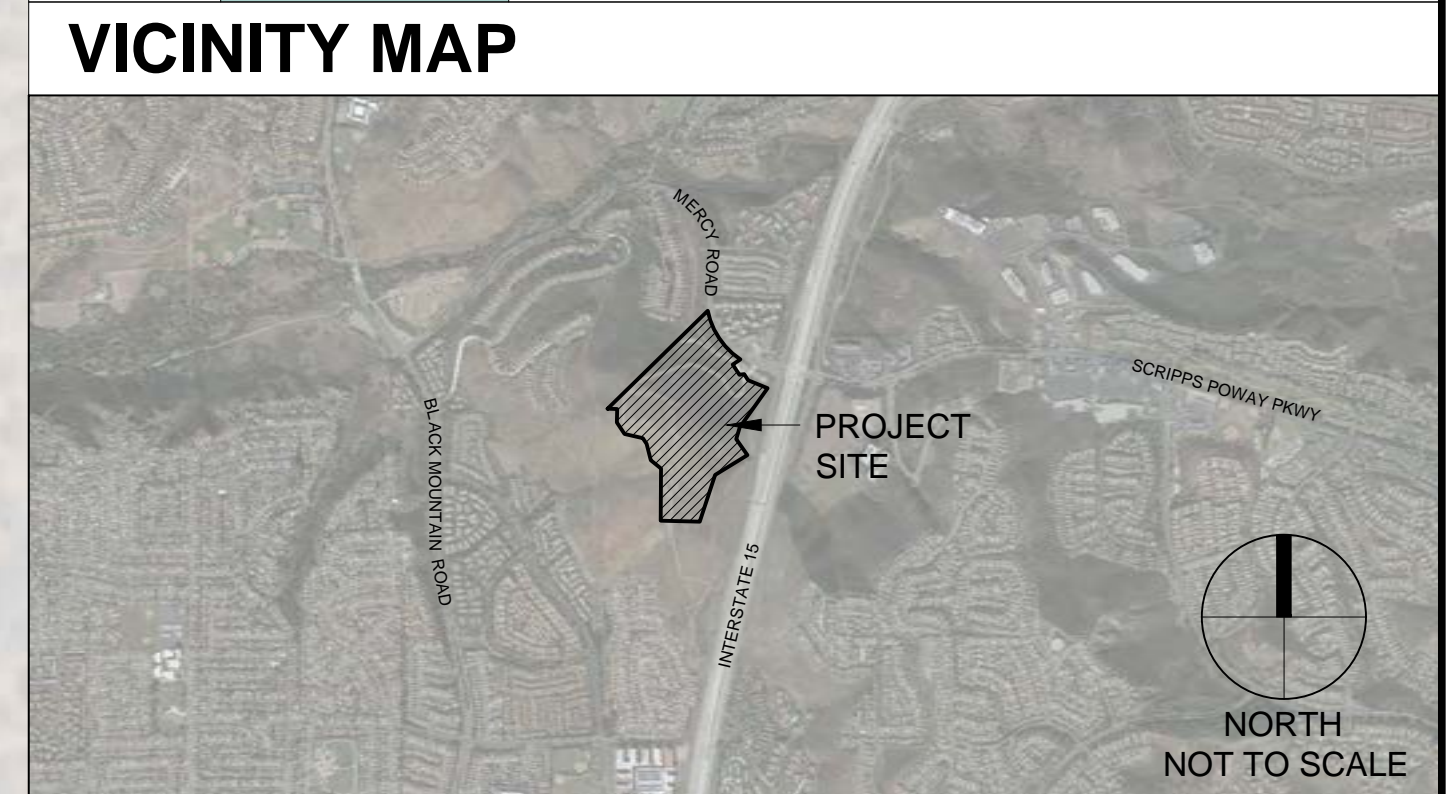 VICINITY MAP
MERCY ROAD
SCRIPPS POWAY PKWY
BLACK MOUNTAIN ROAD
PROJECT
SITE
INTERSTATE 15
NORTH
NOT TO SCALE